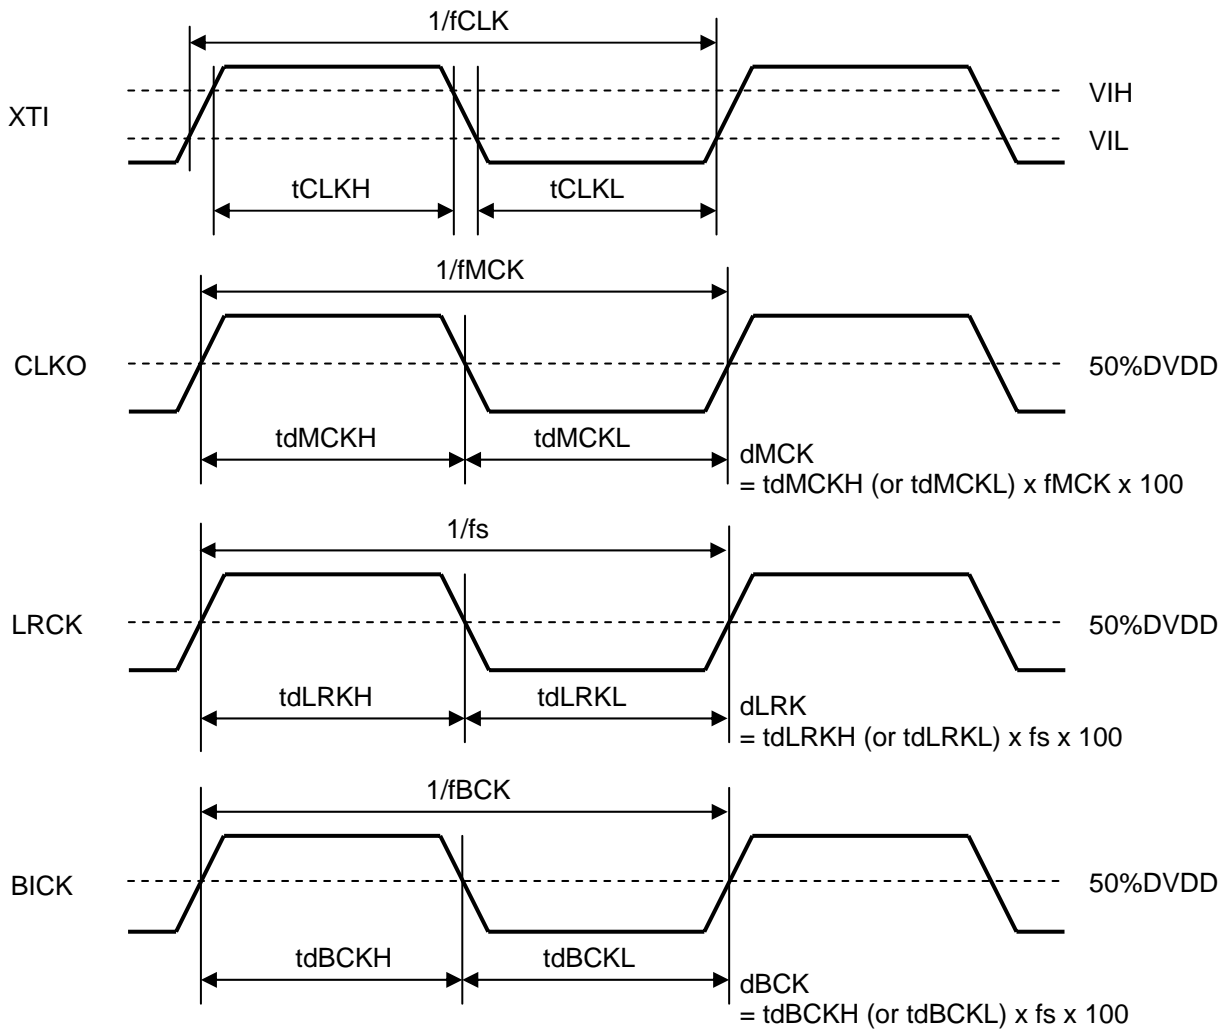 1/fCLK
XTI
VIH
VIL
tCLKH
tCLKL
1/fMCK
CLKO
50%DVDD
tdMCKH
tdMCKL
dMCK
= tdMCKH (or tdMCKL) x fMCK x 100
1/fs
LRCK
50%DVDD
tdLRKH
tdLRKL
dLRK
= tdLRKH (or tdLRKL) x fs x 100
1/fBCK
BICK
50%DVDD
tdBCKH
tdBCKL
dBCK
= tdBCKH (or tdBCKL) x fs x 100